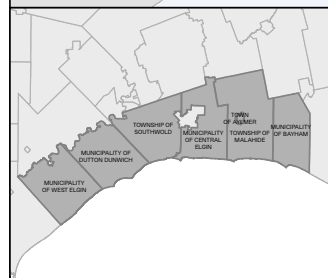 TOWN
OF AYLMER
TOWNSHIP OF
SOUTHWOLD
MUNICIPALITY
OF CENTRAL
ELGIN
TOWNSHIP OF
MALAHIDE
MUNICIPALITY
OF BAYHAM
MUNICIPALITY OF
DUTTON DUNWICH
MUNICIPALITY
OF WEST ELGIN